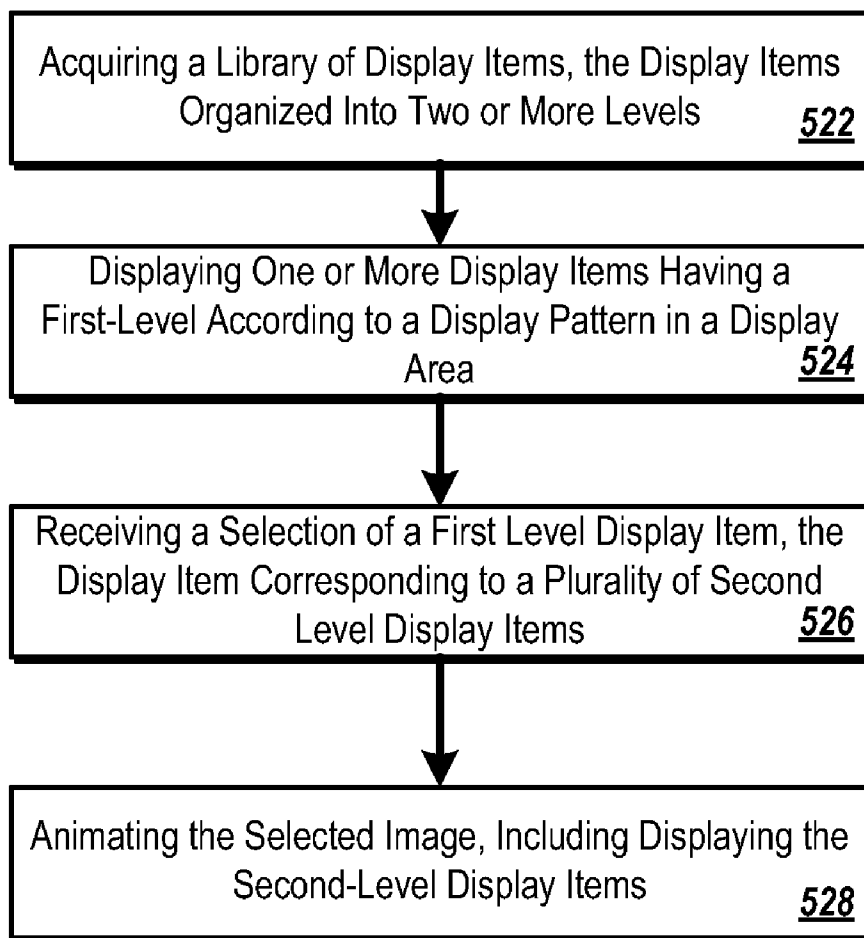 Acquiring a Library of Display Items, the Display Items
Organized Into Two or More Levels
522
Displaying One or More Display Items Having a
First-Level According to a Display Pattern in a Display
Area
524
Receiving a Selection of a First Level Display Item, the
Display Item Corresponding to a Plurality of Second
Level Display Items
526
Animating the Selected Image, Including Displaying the
Second-Level Display Items
528